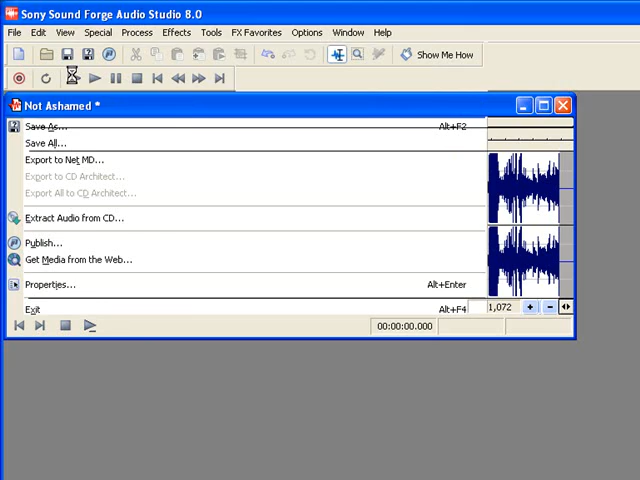 Sony Sound Forge Audio Studio 8.0
File Edit View Special Process Effects Tools FX Favorites Options Window Help
Show Me How
Not Ashamed *
Save As... Alt+F2
Save All...
Export to Net MD...
Export to CD Architect...
Export All to CD Architect...
Extract Audio from CD...
Publish...
Get Media from the Web...
Properties... Alt+Enter
Exit Alt+F4
1,072
00:00:00.000